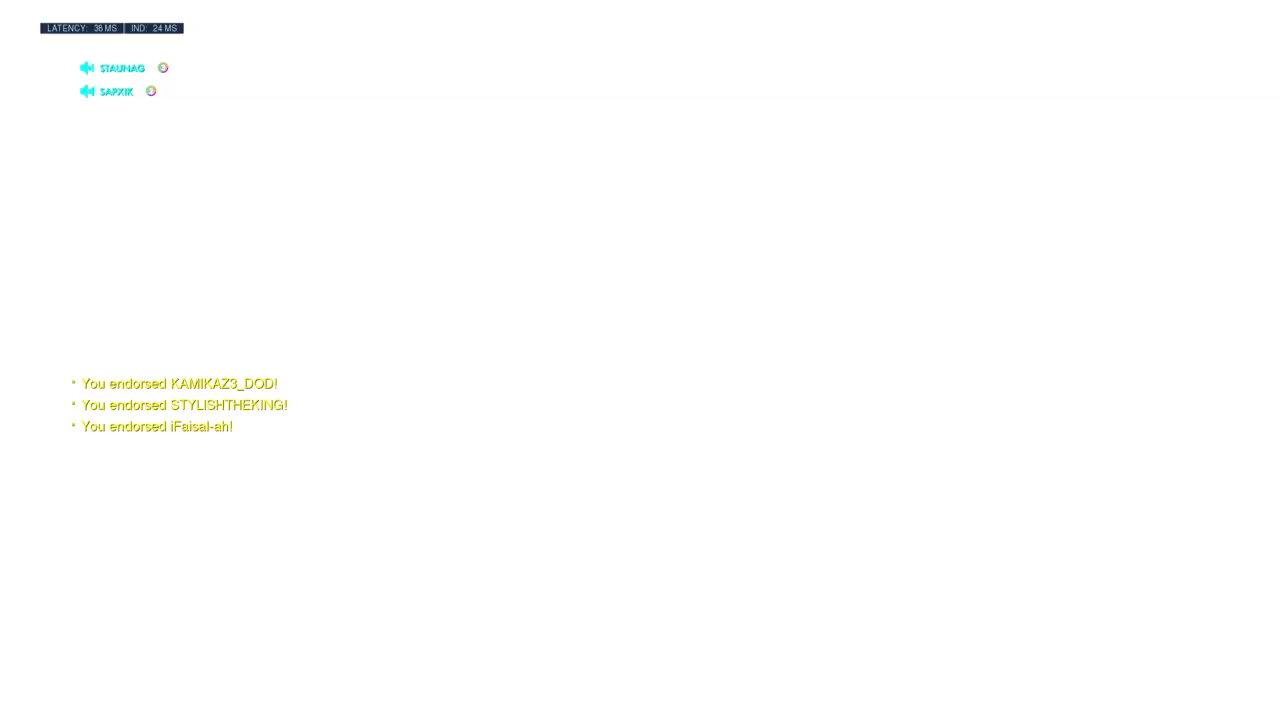 LATENCY: 38 MS | IND: 24 MS
STAUNAG
SAPXIK
You endorsed KAMIKAZ3_DOD!
You endorsed STYLISHTHEKING!
You endorsed iFaisal-ah!